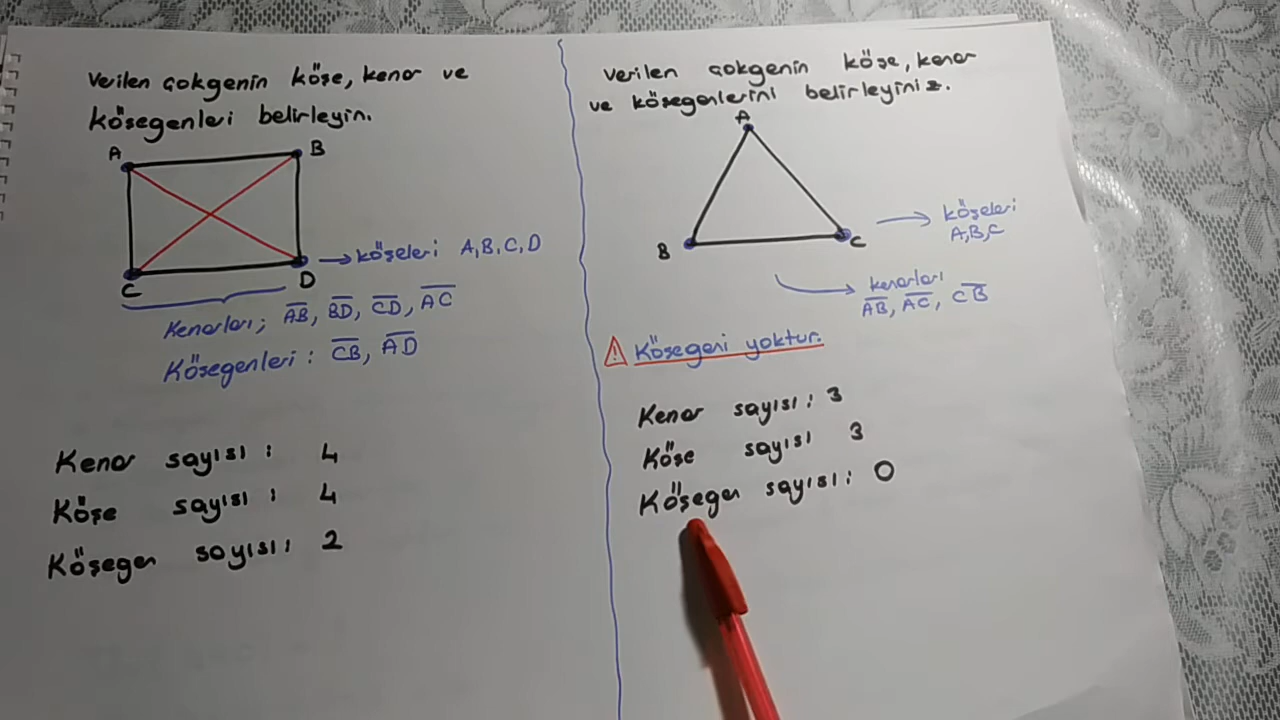 Verilen çokgenin köşe, kenar ve
köşegenleri belirleyin.
A
B
C
D
→ köşeleri A, B, C, D
Kenarları; AB, BD, CD, AC
Köşegenleri: CB, AD
Kenar sayısı: 4
Köşe sayısı: 4
Köşegen sayısı: 2
Verilen çokgenin köşe, kenar
ve köşegenlerini belirleyiniz.
A
B
C
→ köşeleri
A,B,C
kenarları
AB, AC, CB
! Köşegeni yoktur.
Kenar sayısı: 3
Köşe sayısı 3
Köşegen sayısı: 0